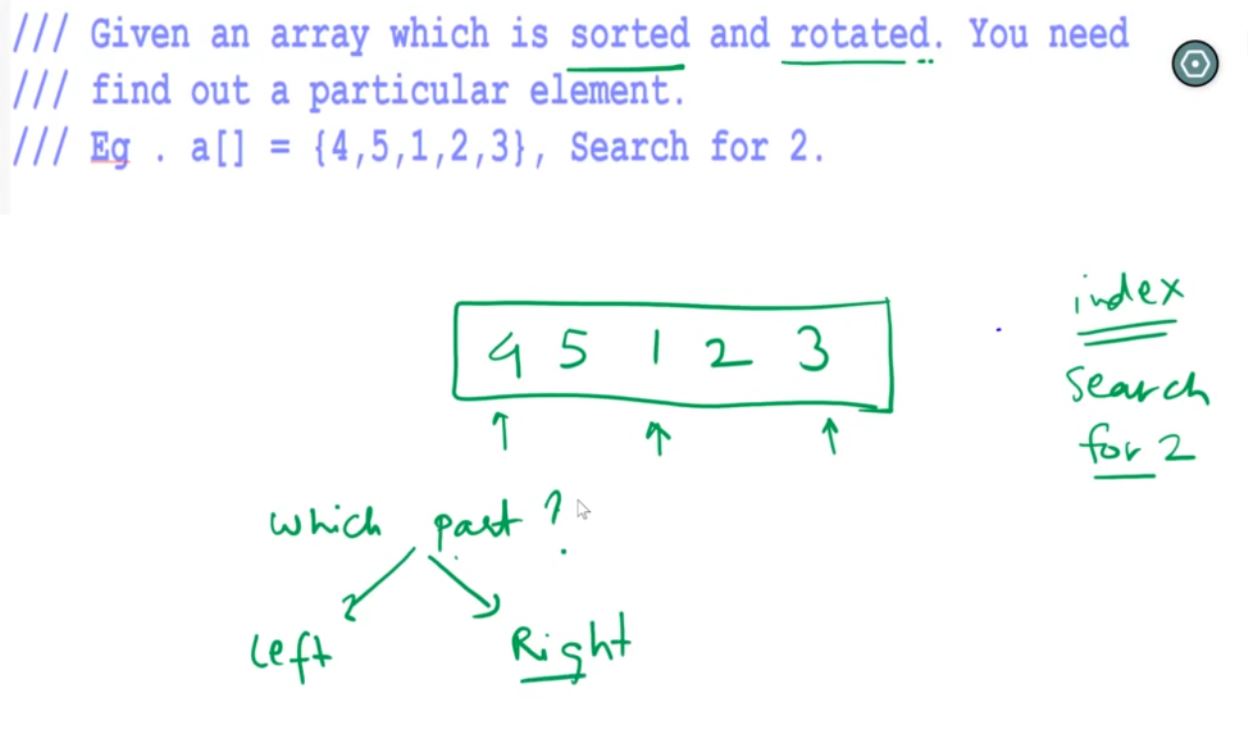 /// Given an array which is sorted and rotated. You need
/// find out a particular element.
/// Eg . a[] = {4,5,1,2,3}, Search for 2.
4 5 1 2 3
index
Search
for 2
which part ?
left
Right